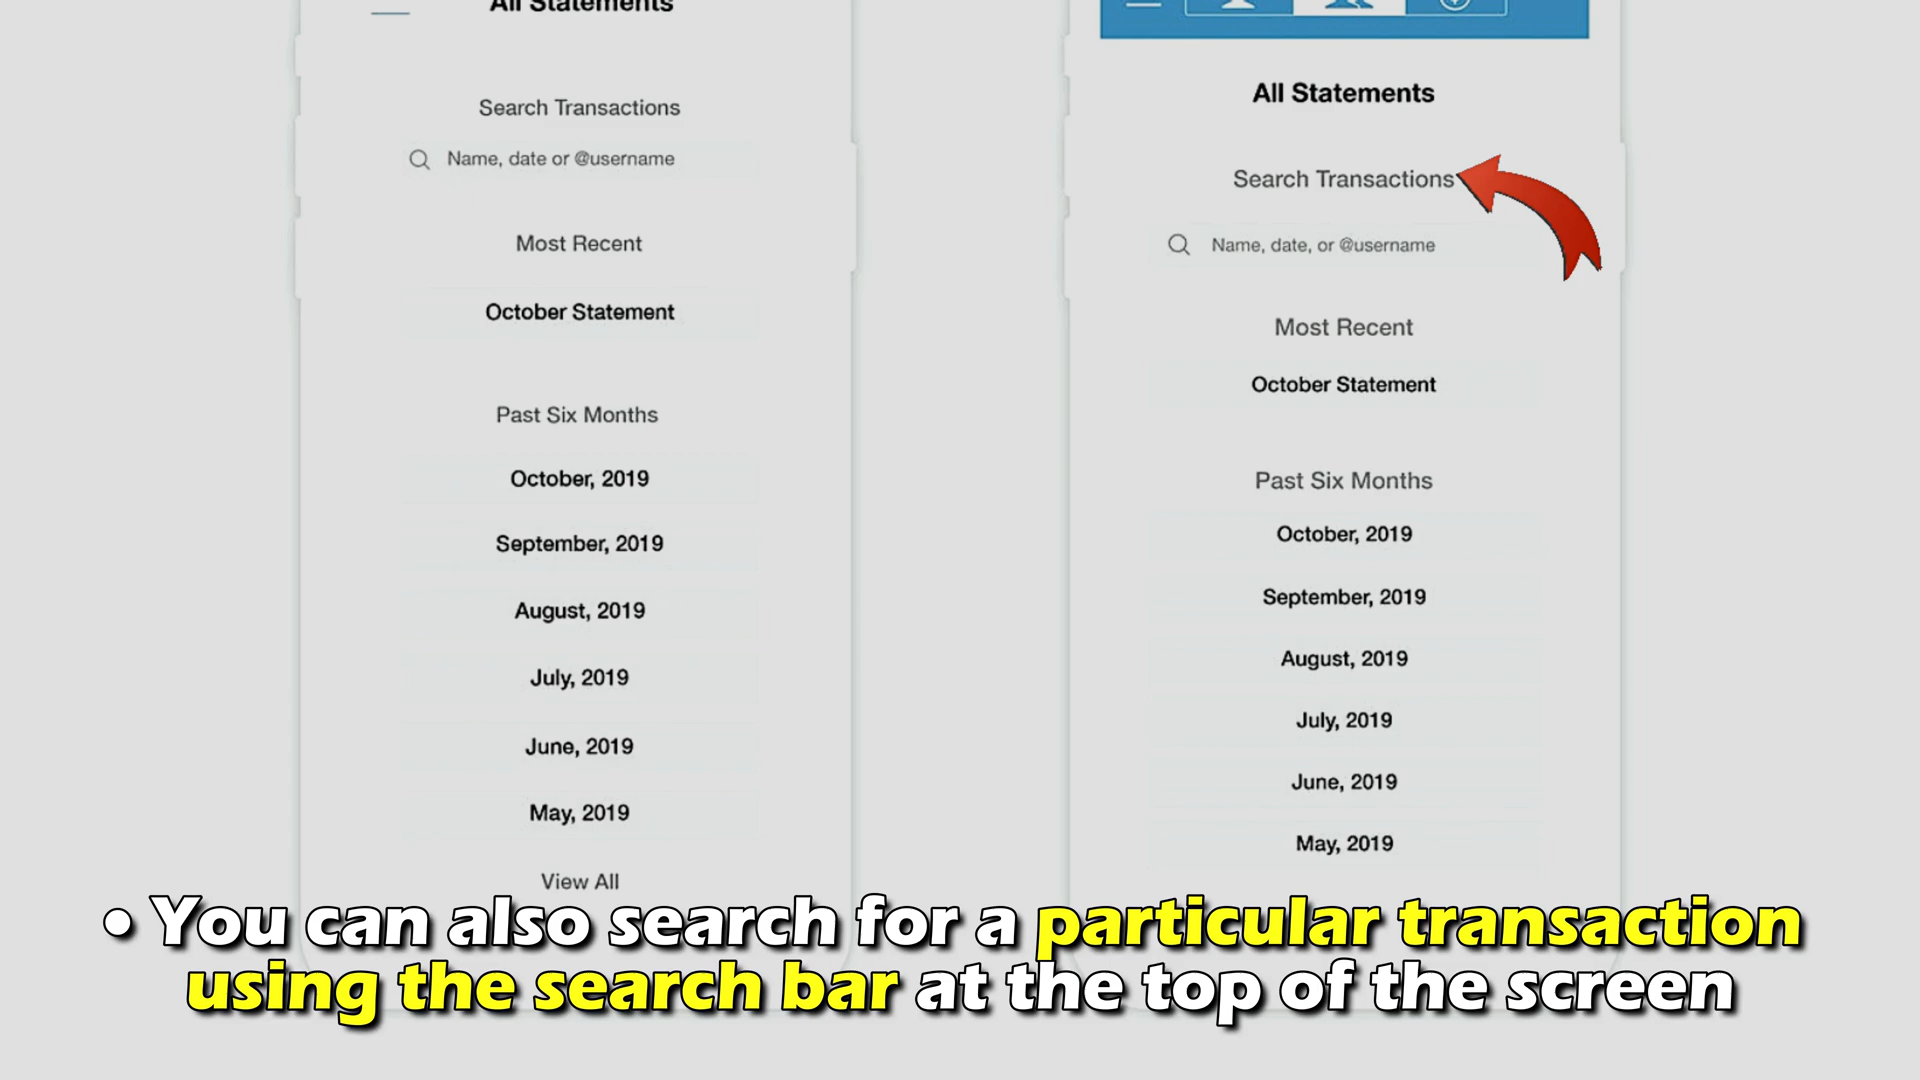 All Statements
Search Transactions
Name, date or @username
Most Recent
October Statement
Past Six Months
October, 2019
September, 2019
August, 2019
July, 2019
June, 2019
May, 2019
View All
All Statements
Search Transactions
Name, date, or @username
Most Recent
October Statement
Past Six Months
October, 2019
September, 2019
August, 2019
July, 2019
June, 2019
May, 2019
• You can also search for a particular transaction
using the search bar at the top of the screen